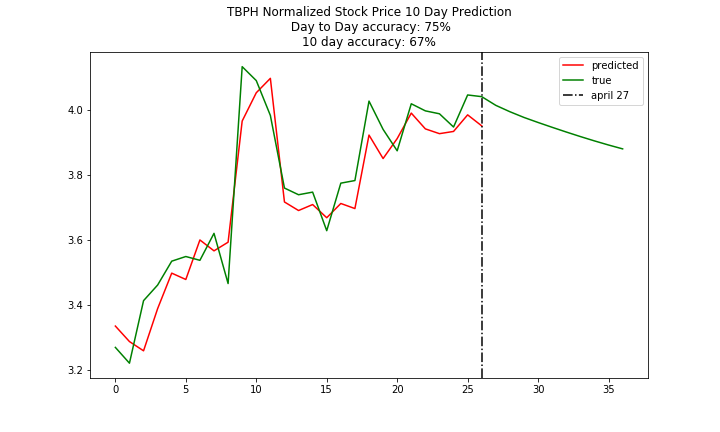 TBPH Normalized Stock Price 10 Day Prediction
Day to Day accuracy: 75%
10 day accuracy: 67%
predicted
true
april 27
4.0
3.8
3.6
3.4
3.2
0 5 10 15 20 25 30 35